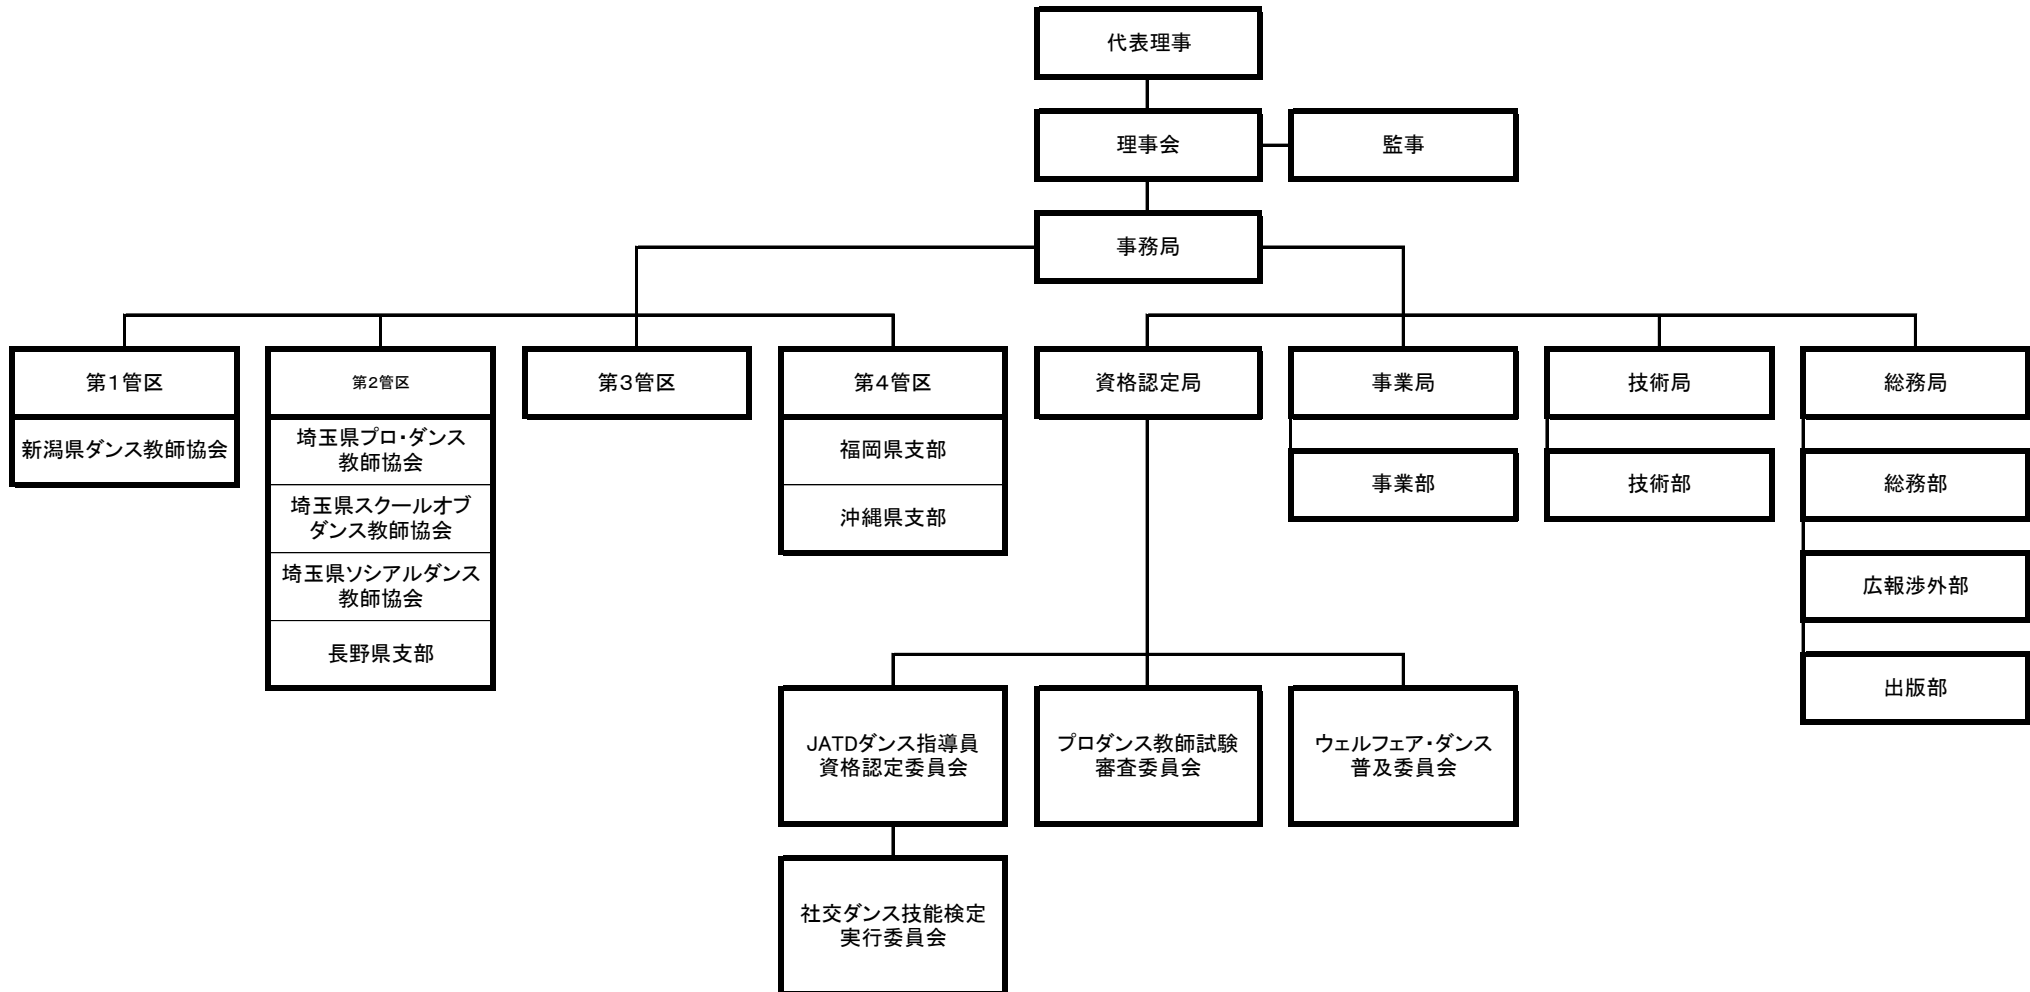 代表理事
理事会
監事
事務局
第１管区
第2管区
第３管区
第４管区
資格認定局
事業局
技術局
総務局
新潟県ダンス教師協会
埼玉県プロ・ダンス
教師協会
埼玉県スクールオブ
ダンス教師協会
埼玉県ソシアルダンス
教師協会
長野県支部
福岡県支部
沖縄県支部
事業部
技術部
総務部
広報渉外部
出版部
JATDダンス指導員
資格認定委員会
プロダンス教師試験
審査委員会
ウェルフェア・ダンス
普及委員会
社交ダンス技能検定
実行委員会